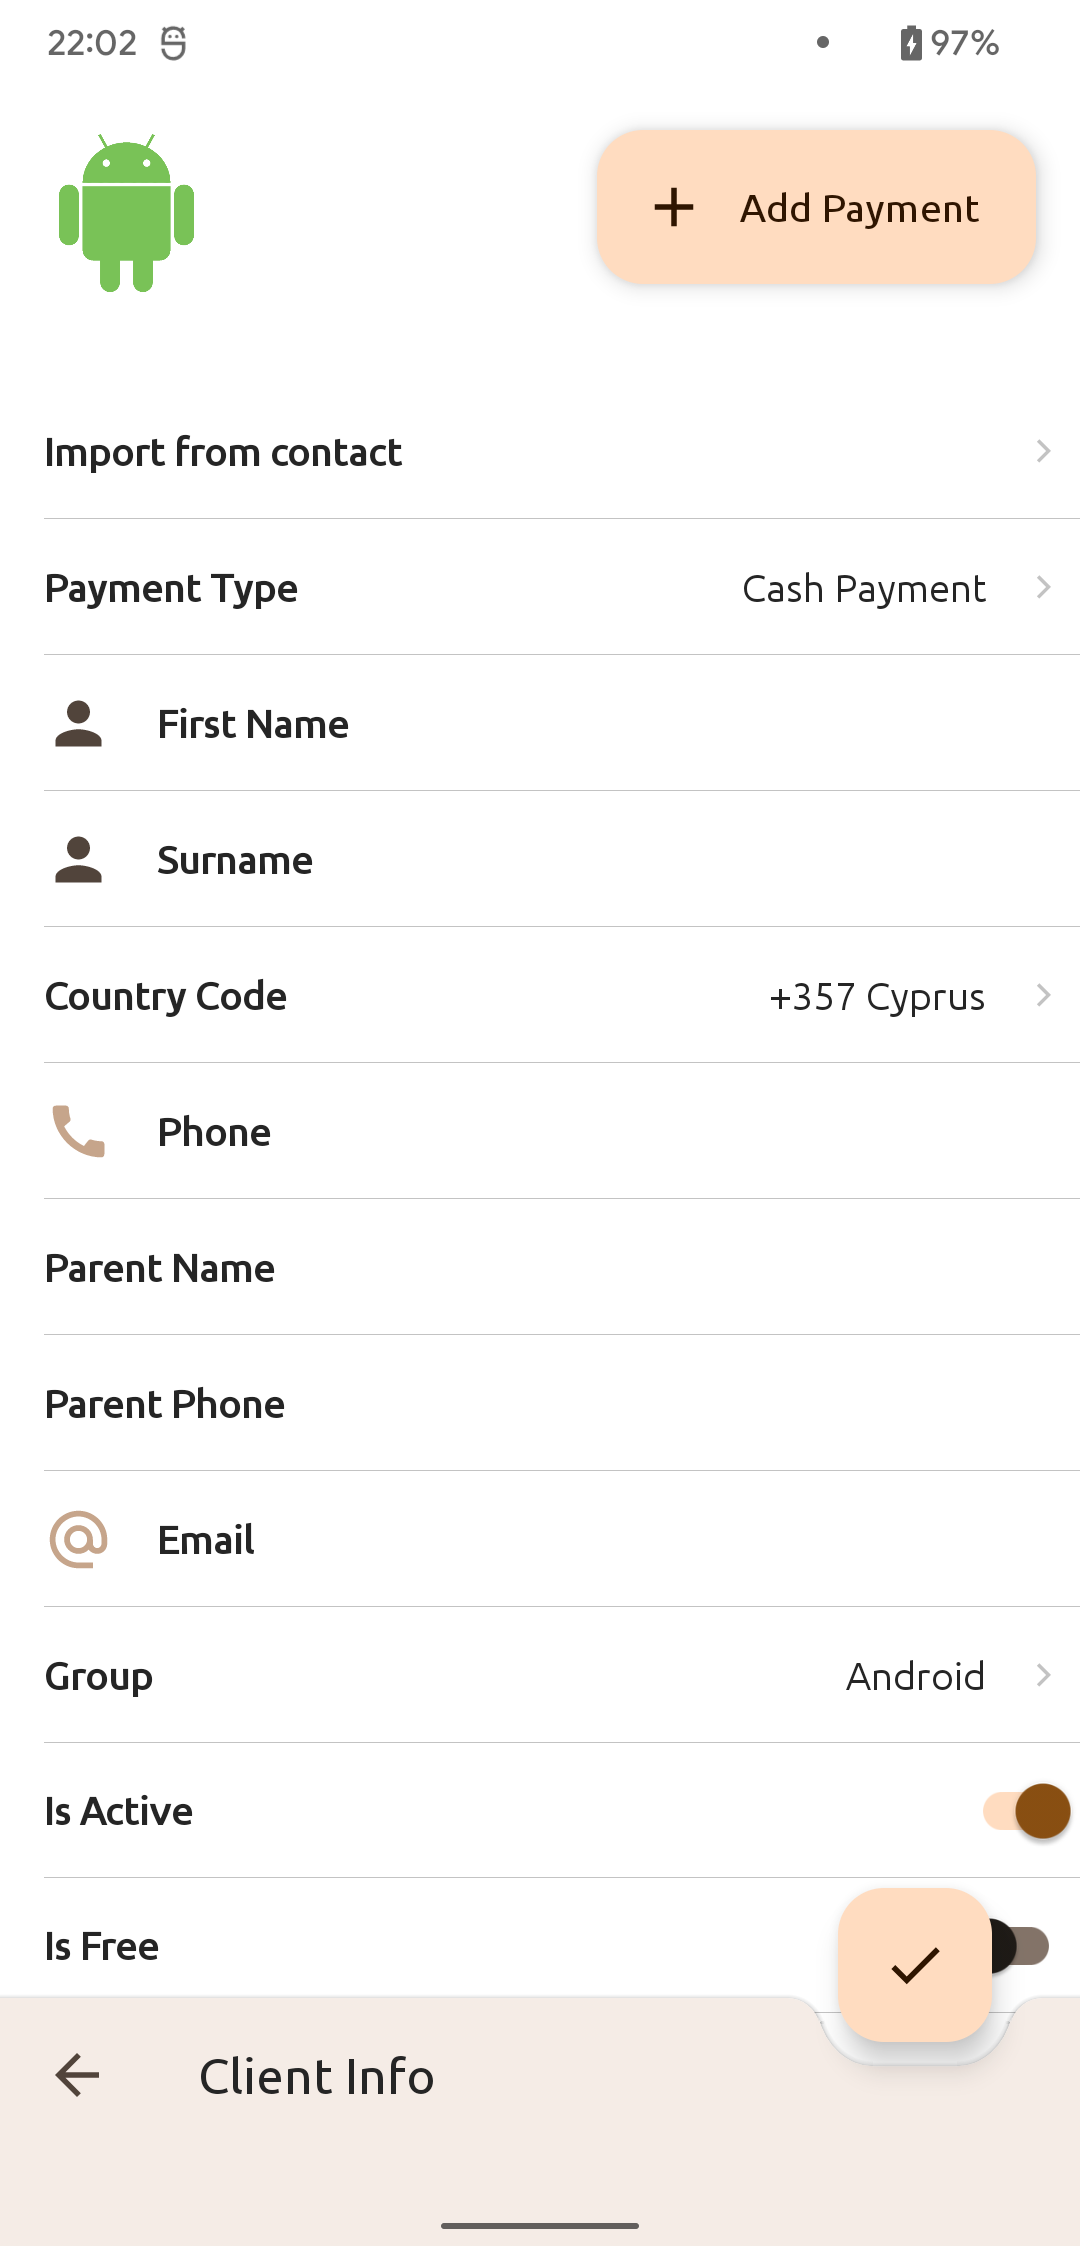 22:02
97%
Add Payment
Import from contact
Payment Type
Cash Payment
First Name
Surname
Country Code
+357 Cyprus
Phone
Parent Name
Parent Phone
Email
Group
Android
Is Active
Is Free
Client Info